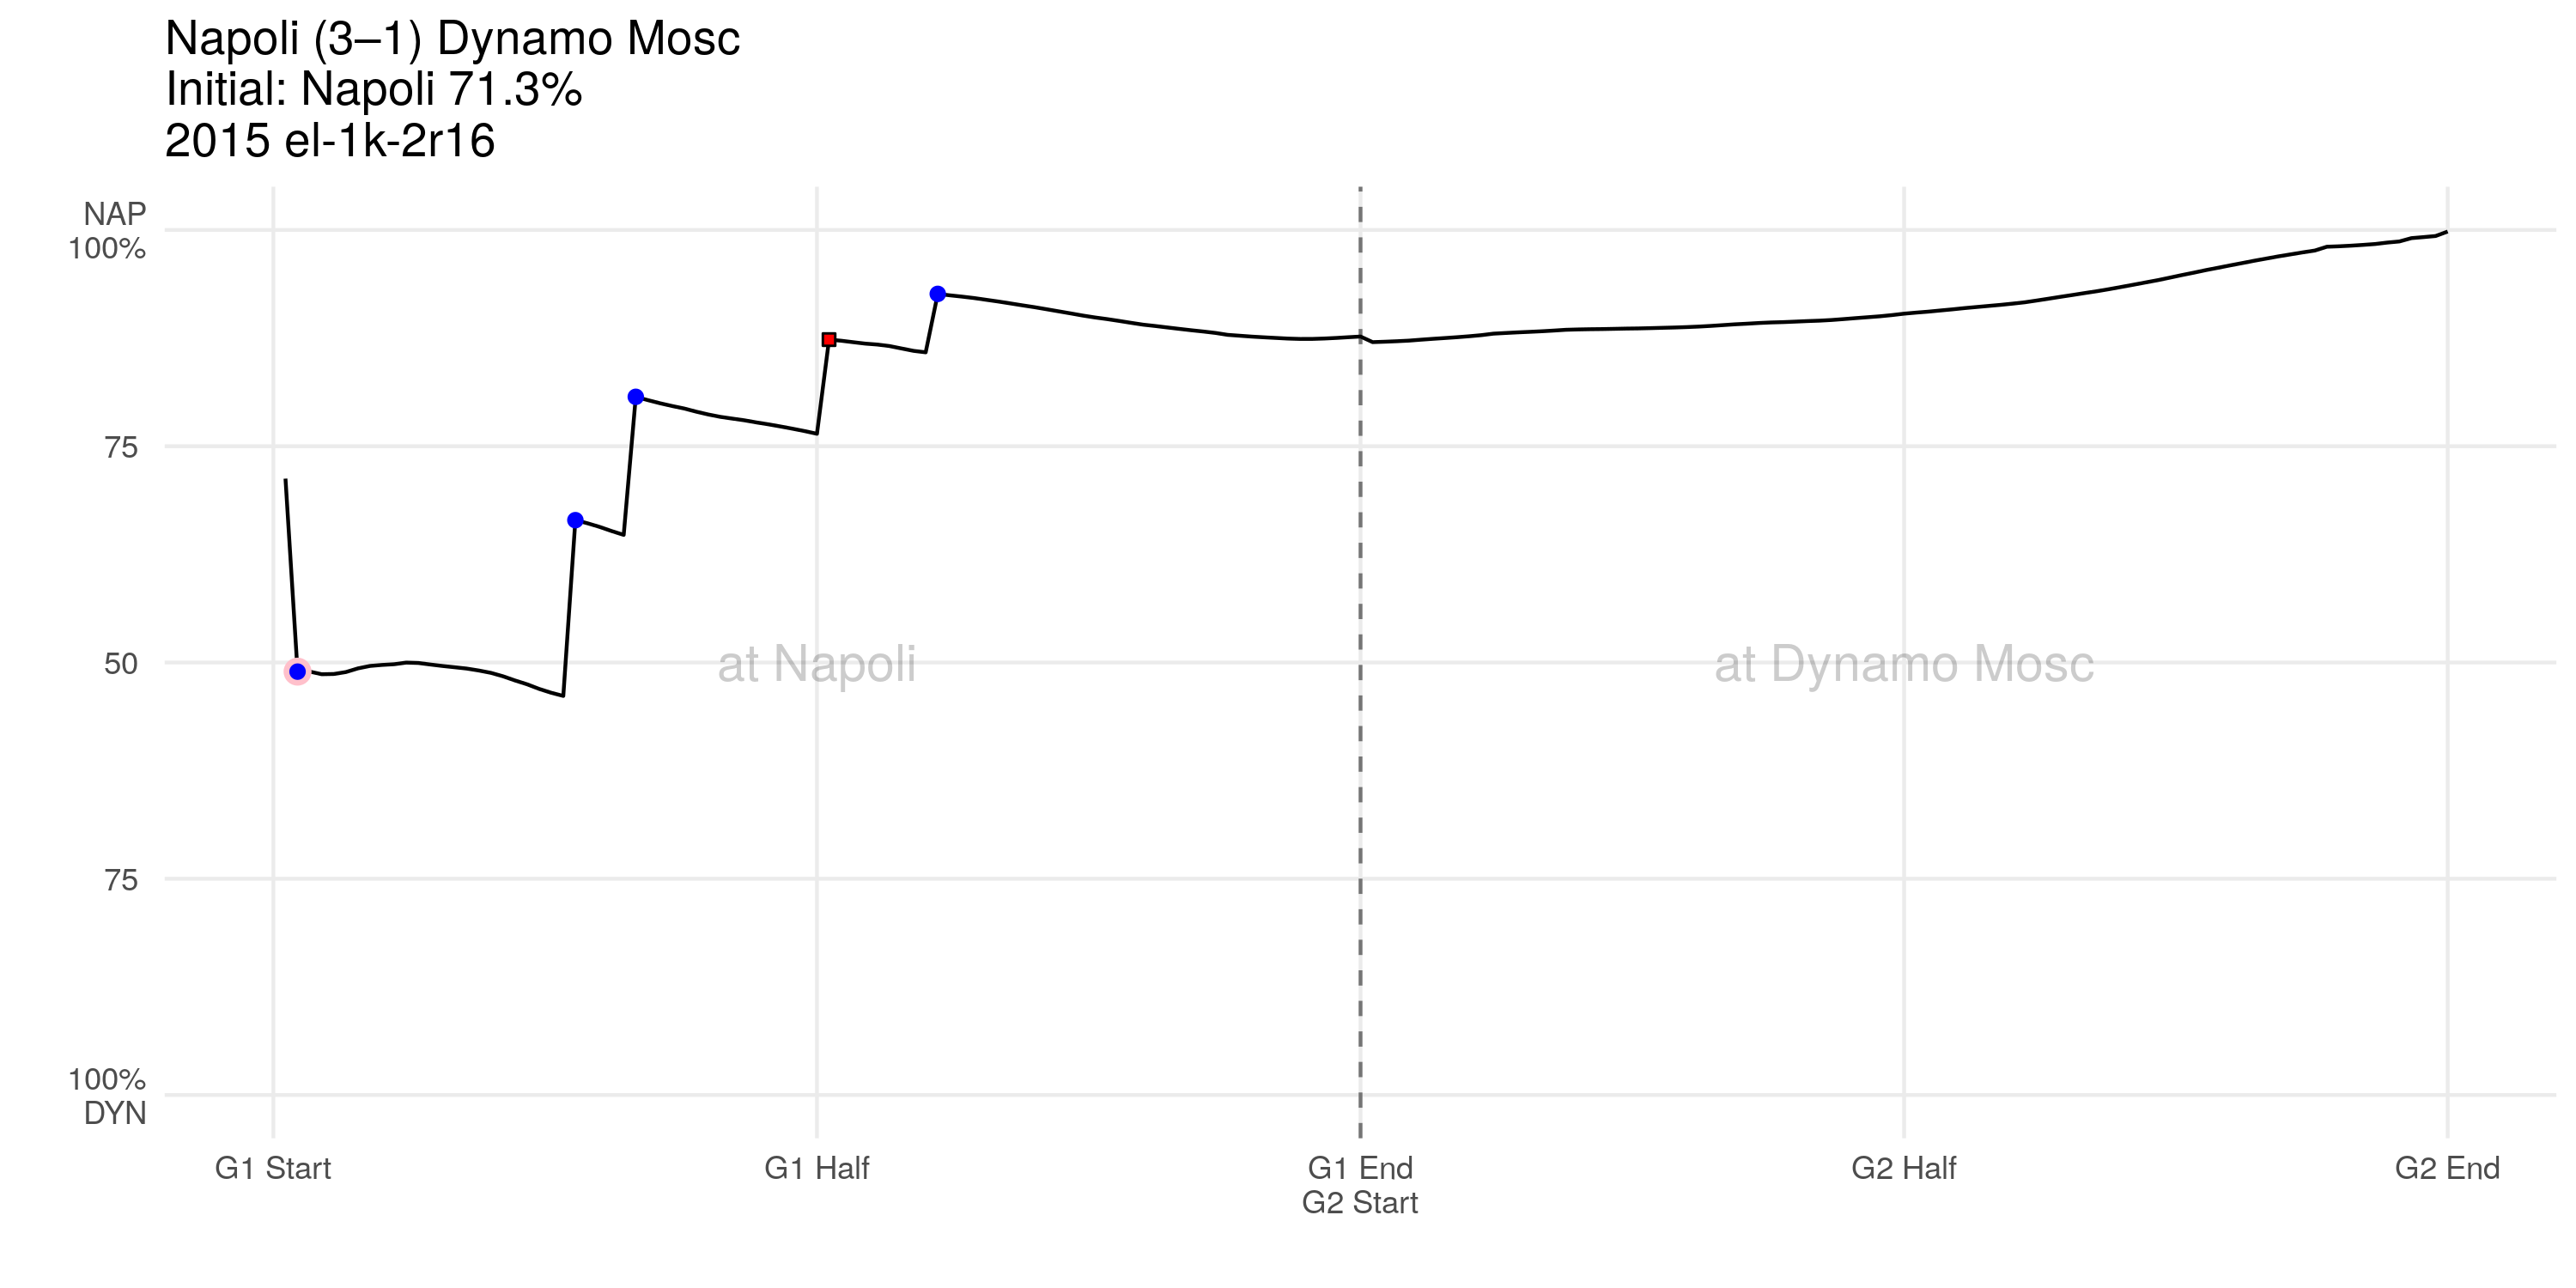 Napoli (3–1) Dynamo Mosc
Initial: Napoli 71.3%
2015 el-1k-2r16
NAP
100%
75
50
75
100%
DYN
at Napoli
at Dynamo Mosc
G1 Start
G1 Half
G1 End
G2 Start
G2 Half
G2 End